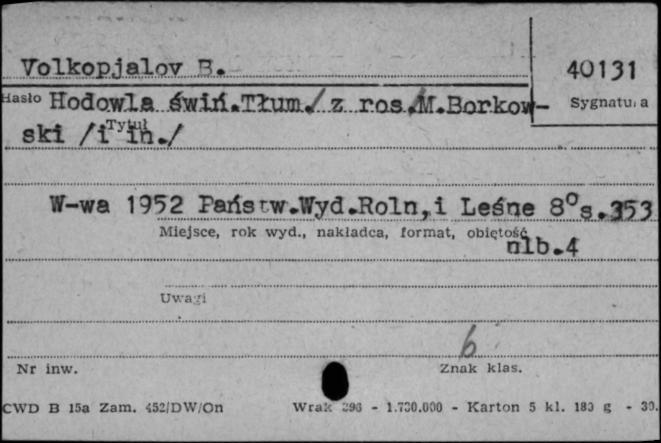 Volkopjalov B.
40131
Hasło Hodowla świń.Tłum./ z ros./M.Borkow-
Sygnatura
ski /i in./
Tytuł
W-wa 1952 Państw.Wyd.Roln,i Leśne 8°s.353
Miejsce, rok wyd., nakładca, format, objętość
nlb.4
Uwagi
6
Nr inw.
Znak klas.
CWD B 15a Zam. 452/DW/On Wrak 396 - 1.730.000 - Karton 5 kl. 180 g - 30.